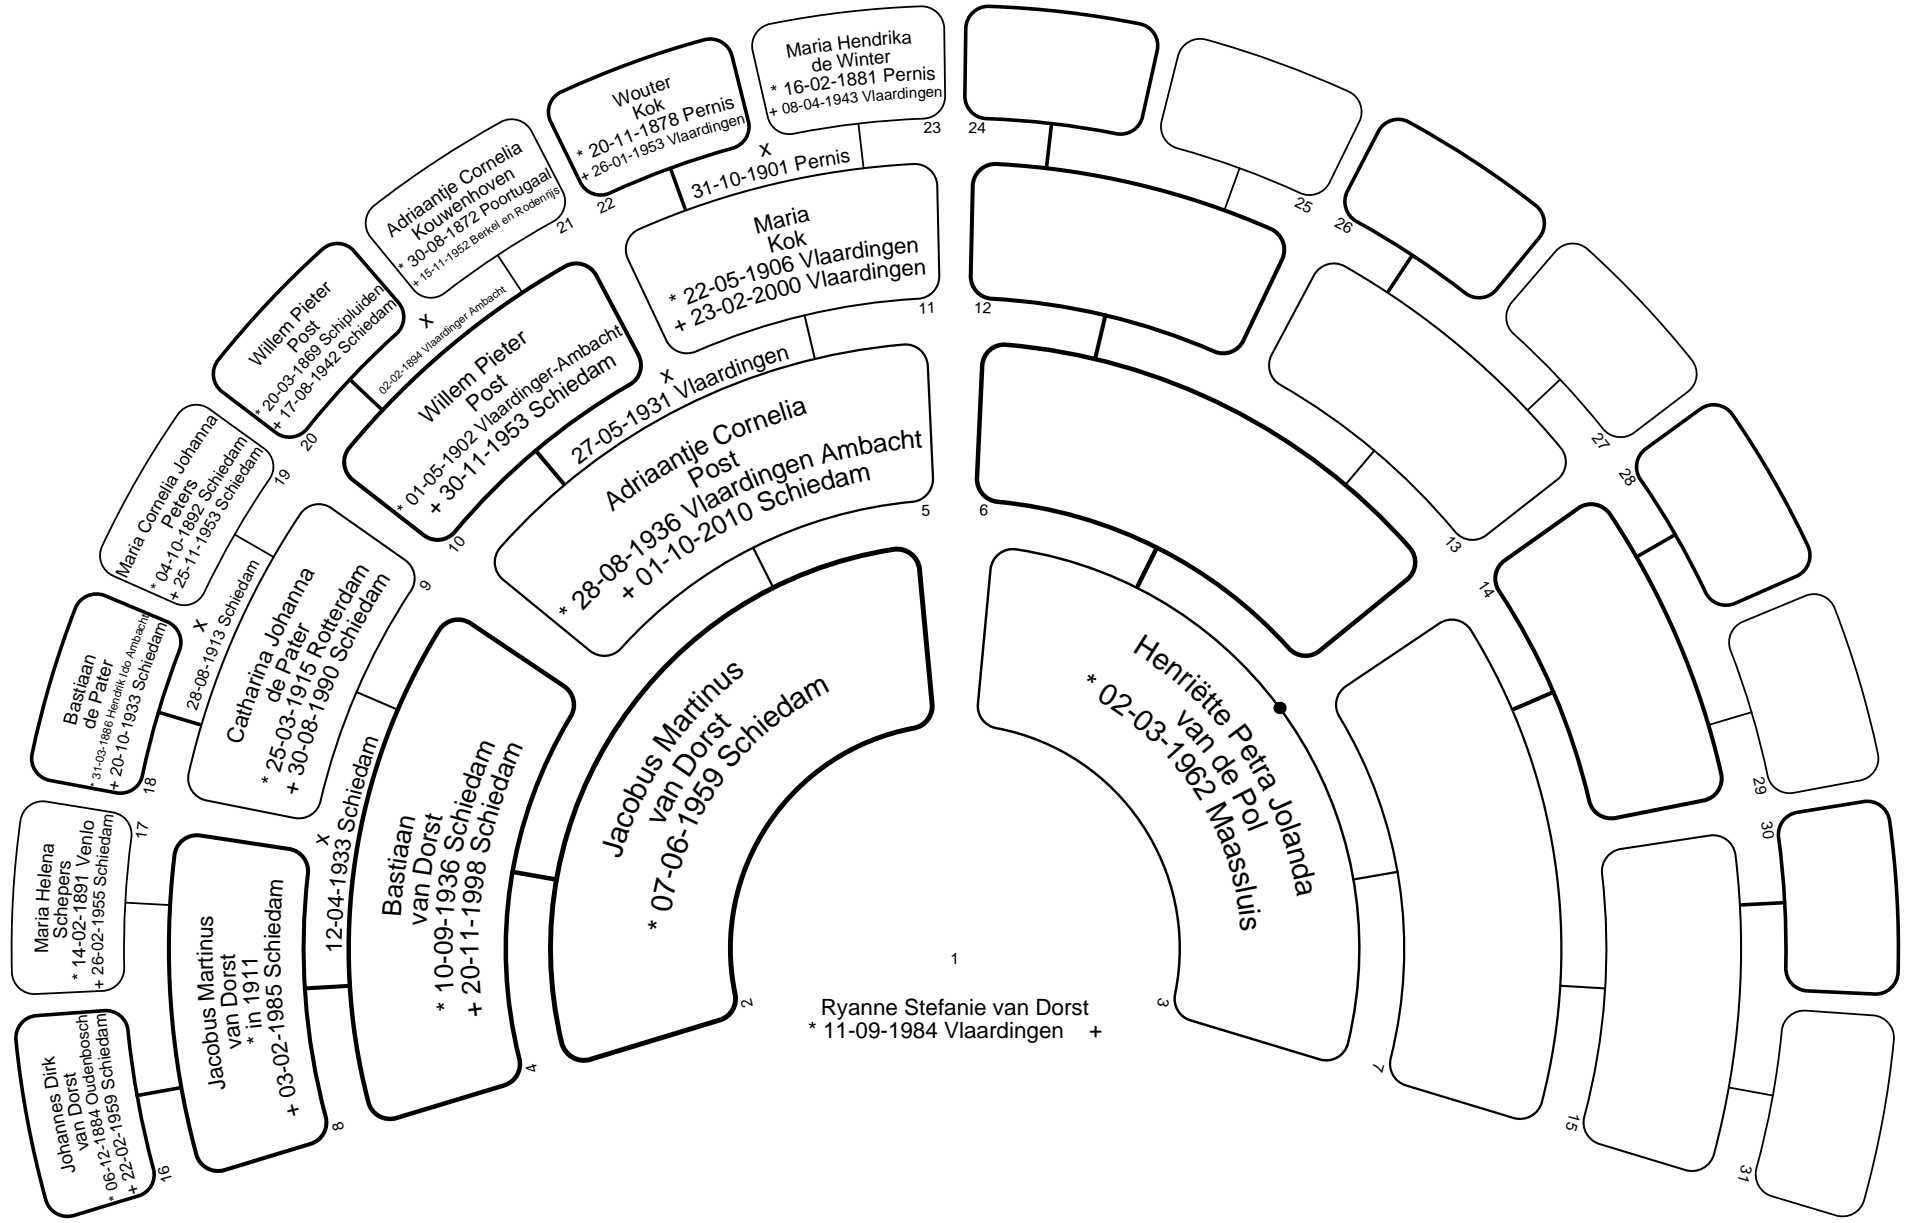 1
Ryanne Stefanie van Dorst
* 11-09-1984 Vlaardingen +
2
Jacobus Martinus
van Dorst
* 07-06-1959 Schiedam
3
Henriëtte Petra Jolanda
van de Pol
* 02-03-1962 Maassluis
4
Bastiaan
van Dorst
* 10-09-1936 Schiedam
+ 20-11-1998 Schiedam
5
Adriaantje Cornelia
Post
* 28-08-1936 Vlaardingen Ambacht
+ 01-10-2010 Schiedam
6
7
8
Jacobus Martinus
van Dorst
* in 1911
+ 03-02-1985 Schiedam
x
12-04-1933 Schiedam
9
Catharina Johanna
de Pater
* 25-03-1915 Rotterdam
+ 30-08-1990 Schiedam
10
Willem Pieter
Post
* 01-05-1902 Vlaardinger-Ambacht
+ 30-11-1953 Schiedam
x
27-05-1931 Vlaardingen
11
Maria
Kok
* 22-05-1906 Vlaardingen
+ 23-02-2000 Vlaardingen
12
13
14
15
16
Johannes Dirk
van Dorst
* 06-12-1884 Oudenbosch
+ 22-02-1959 Schiedam
17
Maria Helena
Schepers
* 14-02-1891 Venlo
+ 26-02-1955 Schiedam
18
Bastiaan
de Pater
* 31-03-1886 Hendrik Ido Ambacht
+ 20-10-1933 Schiedam
x
28-08-1913 Schiedam
19
Maria Cornelia Johanna
Peters
* 04-10-1892 Schiedam
+ 25-11-1953 Schiedam
20
Willem Pieter
Post
* 20-03-1869 Schipluiden
+ 17-08-1942 Schiedam
x
02-02-1894 Vlaardinger Ambacht
21
Adriaantje Cornelia
Kouwenhoven
* 30-08-1872 Poortugaal
+ 15-11-1952 Berkel en Rodenrijs
22
Wouter
Kok
* 20-11-1878 Pernis
+ 26-01-1953 Vlaardingen
x
31-10-1901 Pernis
23
Maria Hendrika
de Winter
* 16-02-1881 Pernis
+ 08-04-1943 Vlaardingen
24
25
26
27
28
29
30
31